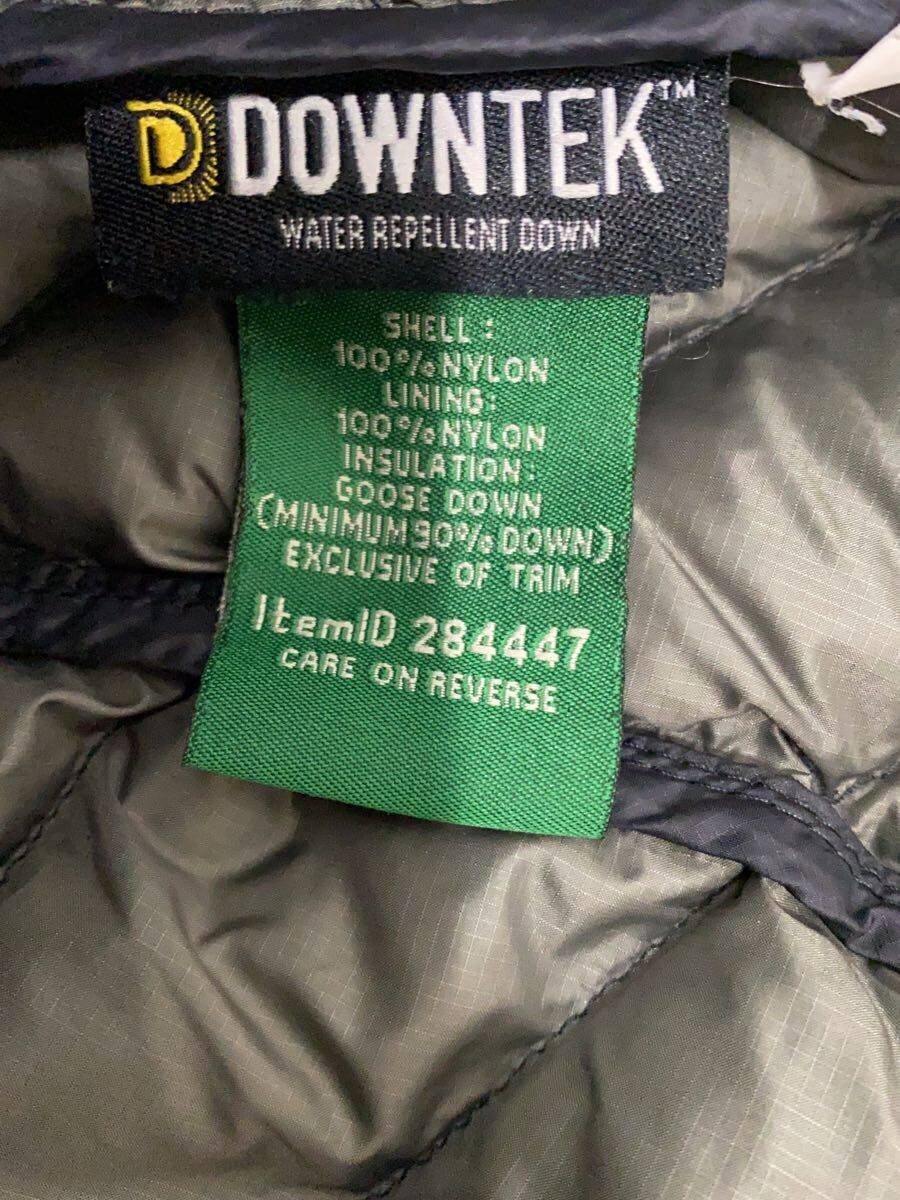 DOWNTEK™
WATER REPELLENT DOWN
SHELL :
100% NYLON
LINING:
100% NYLON
INSULATION:
GOOSE DOWN
(MINIMUM 90% DOWN)
EXCLUSIVE OF TRIM
ItemID 284447
CARE ON REVERSE